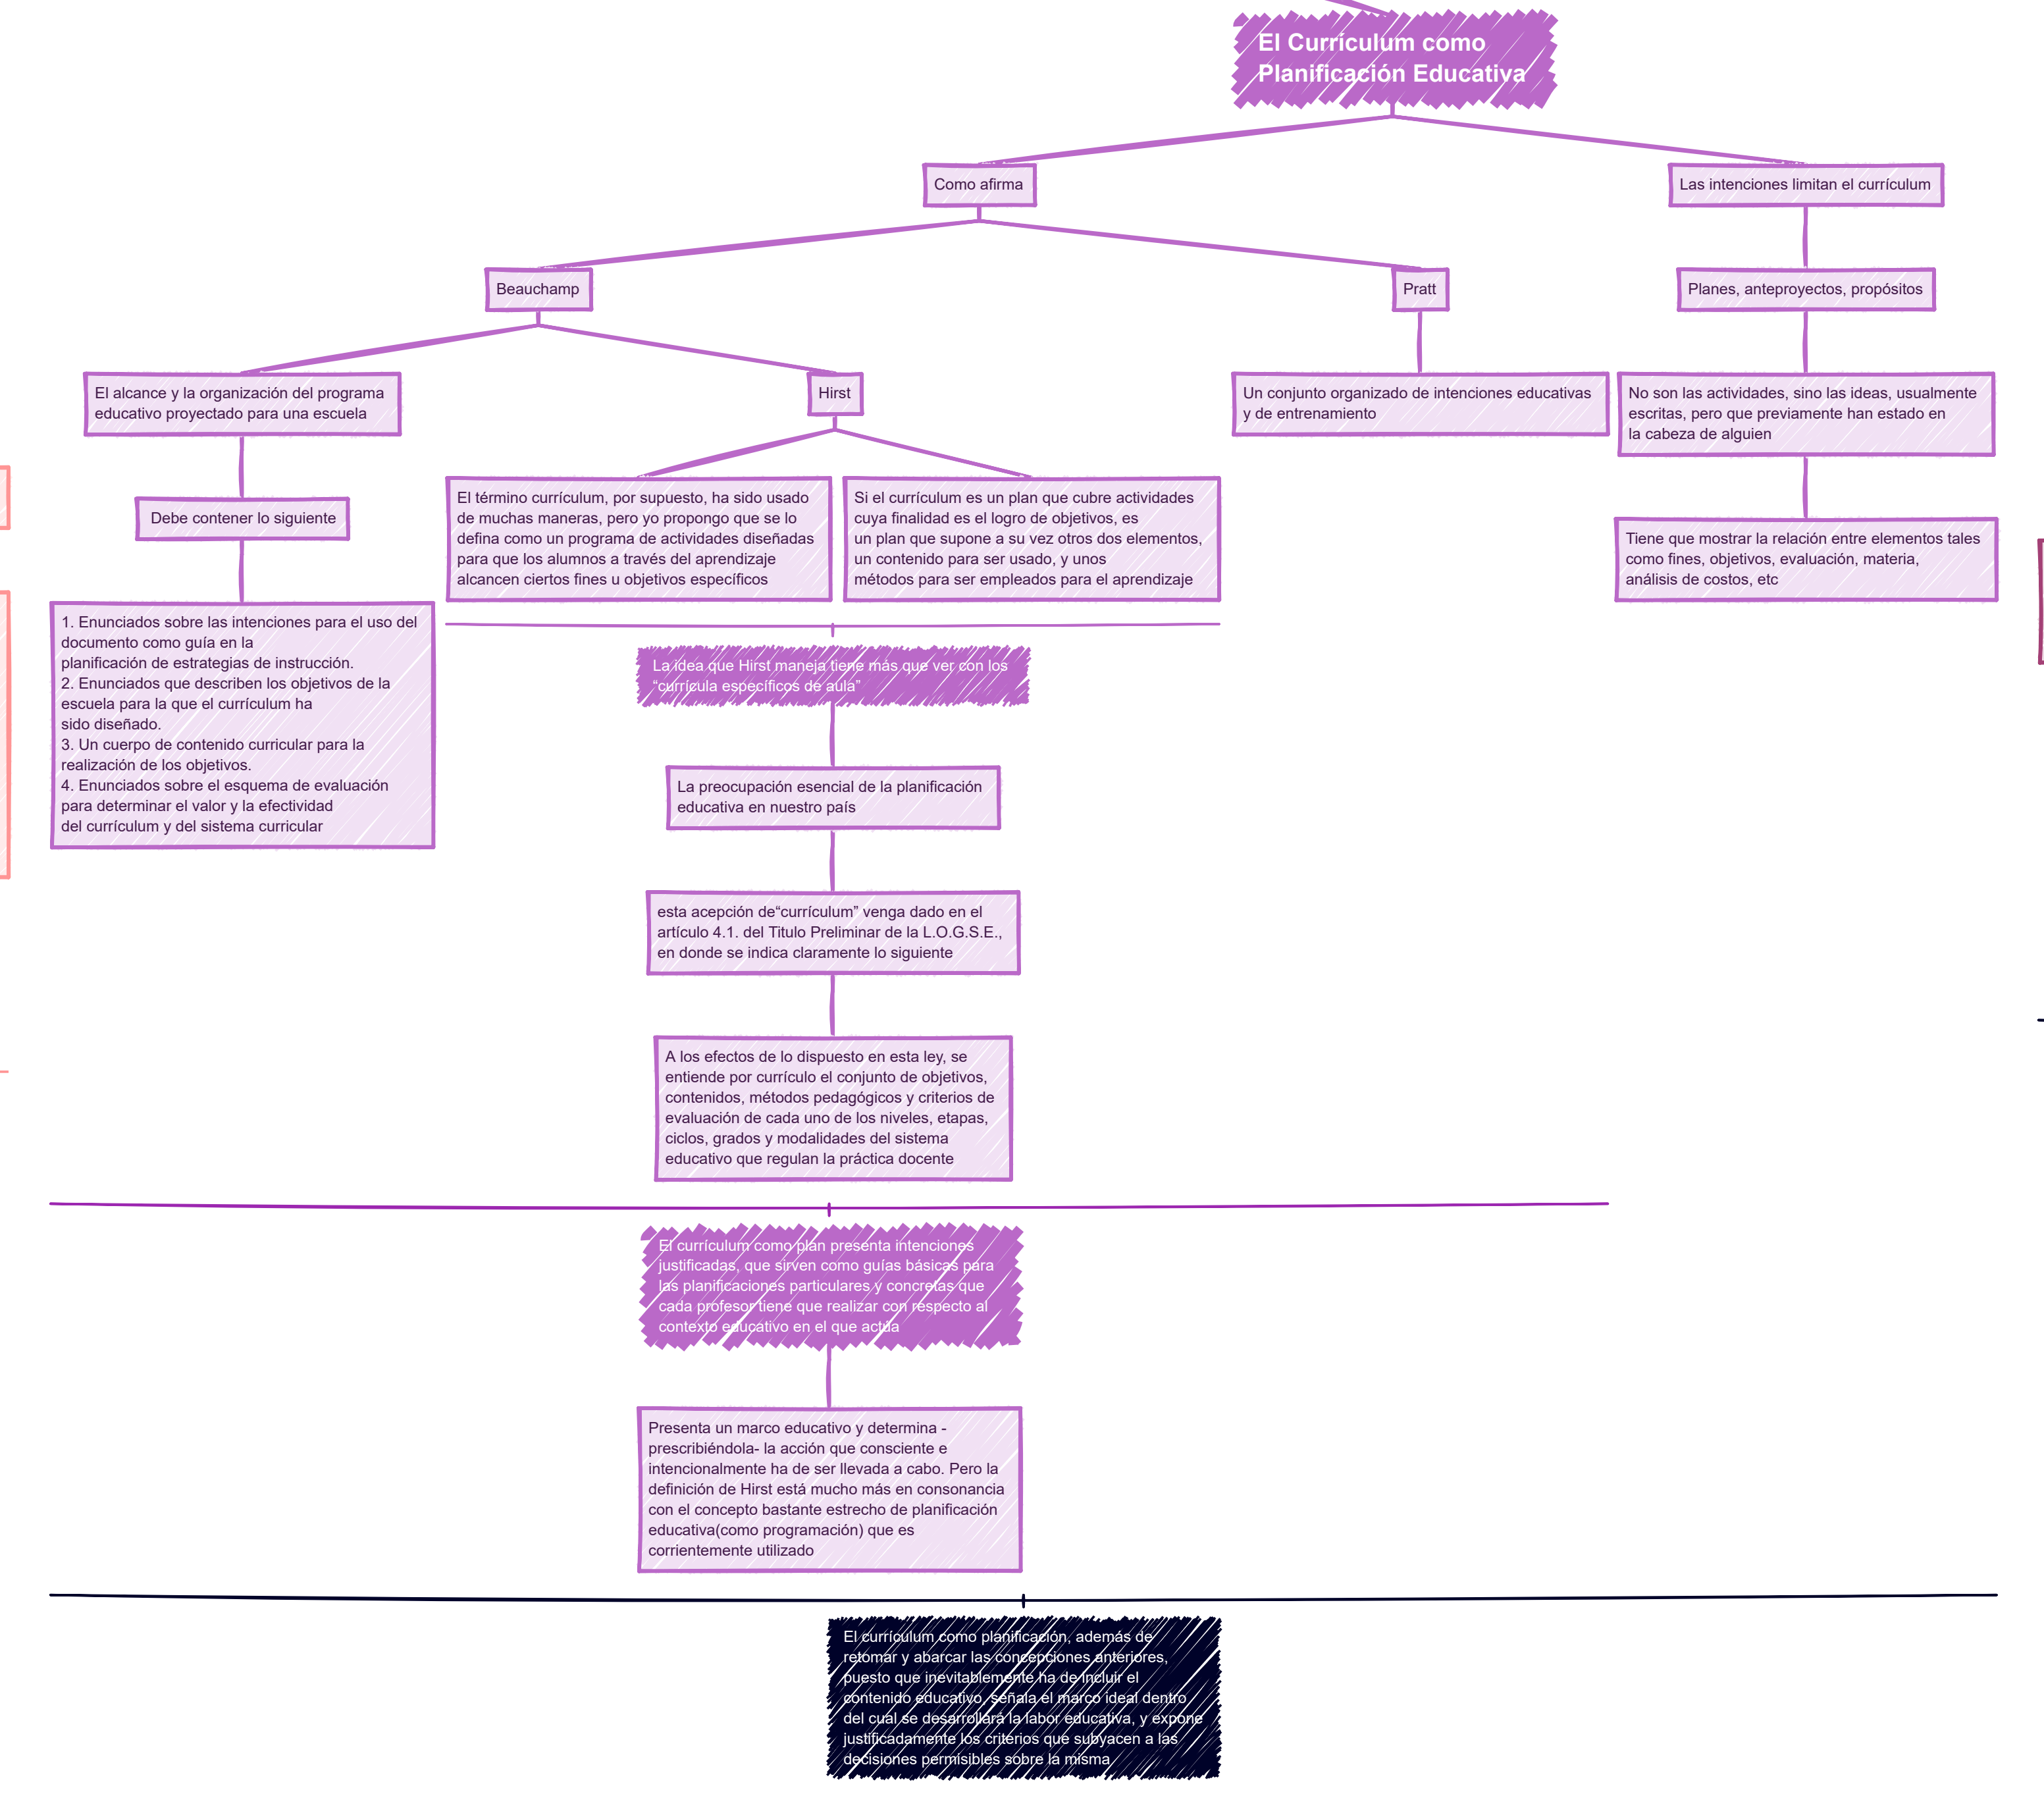 El Currículum como
Planificación Educativa
Como afirma
Las intenciones limitan el currículum
Beauchamp
Pratt
Planes, anteproyectos, propósitos
El alcance y la organización del programa
educativo proyectado para una escuela
Hirst
Un conjunto organizado de intenciones educativas
y de entrenamiento
No son las actividades, sino las ideas, usualmente
escritas, pero que previamente han estado en
la cabeza de alguien
Debe contener lo siguiente
El término currículum, por supuesto, ha sido usado
de muchas maneras, pero yo propongo que se lo
defina como un programa de actividades diseñadas
para que los alumnos a través del aprendizaje
alcancen ciertos fines u objetivos específicos
Si el currículum es un plan que cubre actividades
cuya finalidad es el logro de objetivos, es
un plan que supone a su vez otros dos elementos,
un contenido para ser usado, y unos
métodos para ser empleados para el aprendizaje
Tiene que mostrar la relación entre elementos tales
como fines, objetivos, evaluación, materia,
análisis de costos, etc
1. Enunciados sobre las intenciones para el uso del
documento como guía en la
planificación de estrategias de instrucción.
2. Enunciados que describen los objetivos de la
escuela para la que el currículum ha
sido diseñado.
3. Un cuerpo de contenido curricular para la
realización de los objetivos.
4. Enunciados sobre el esquema de evaluación
para determinar el valor y la efectividad
del currículum y del sistema curricular
La idea que Hirst maneja tiene más que ver con los
“currícula específicos de aula”
La preocupación esencial de la planificación
educativa en nuestro país
esta acepción de“currículum” venga dado en el
artículo 4.1. del Titulo Preliminar de la L.O.G.S.E.,
en donde se indica claramente lo siguiente
A los efectos de lo dispuesto en esta ley, se
entiende por currículo el conjunto de objetivos,
contenidos, métodos pedagógicos y criterios de
evaluación de cada uno de los niveles, etapas,
ciclos, grados y modalidades del sistema
educativo que regulan la práctica docente
El currículum como plan presenta intenciones
justificadas, que sirven como guías básicas para
las planificaciones particulares y concretas que
cada profesor tiene que realizar con respecto al
contexto educativo en el que actúa
Presenta un marco educativo y determina -
prescribiéndola- la acción que consciente e
intencionalmente ha de ser llevada a cabo. Pero la
definición de Hirst está mucho más en consonancia
con el concepto bastante estrecho de planificación
educativa(como programación) que es
corrientemente utilizado
El currículum como planificación, además de
retomar y abarcar las concepciones anteriores,
puesto que inevitablemente ha de incluir el
contenido educativo, señala el marco ideal dentro
del cual se desarrollará la labor educativa, y expone
justificadamente los criterios que subyacen a las
decisiones permisibles sobre la misma